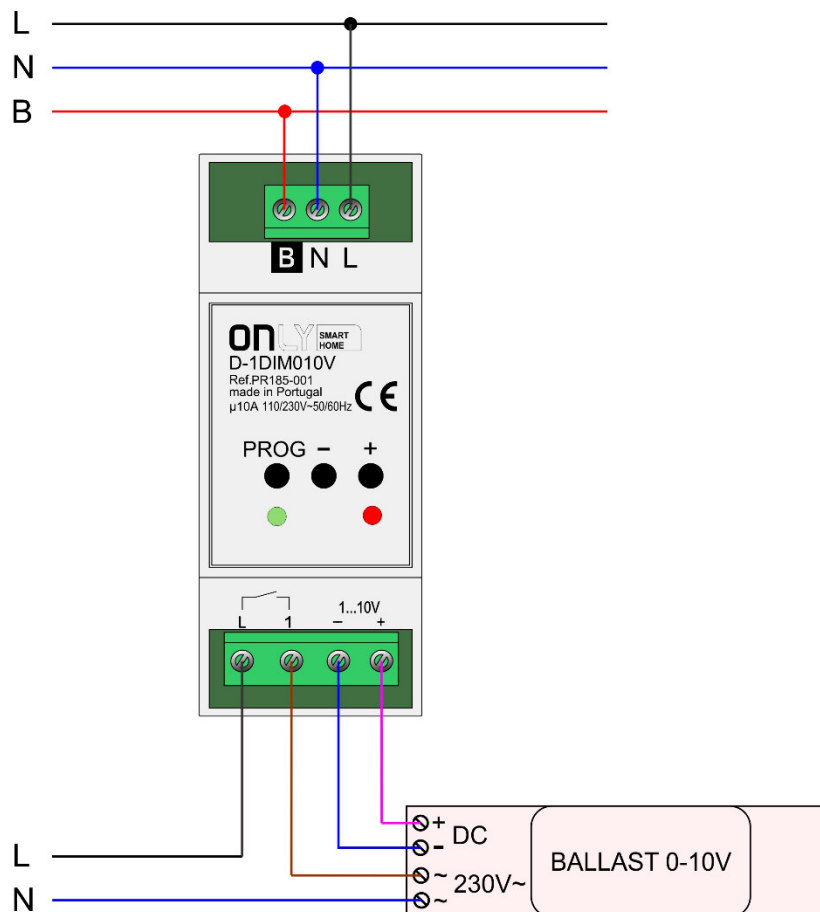 L
N
B
B N L
ONLY SMART HOME
D-1DIM010V
Ref.PR185-001
made in Portugal
µ10A 110/230V~50/60Hz CE
PROG − +
1...10V
L 1 − +
+ DC
-
~ 230V~
~
BALLAST 0-10V
L
N